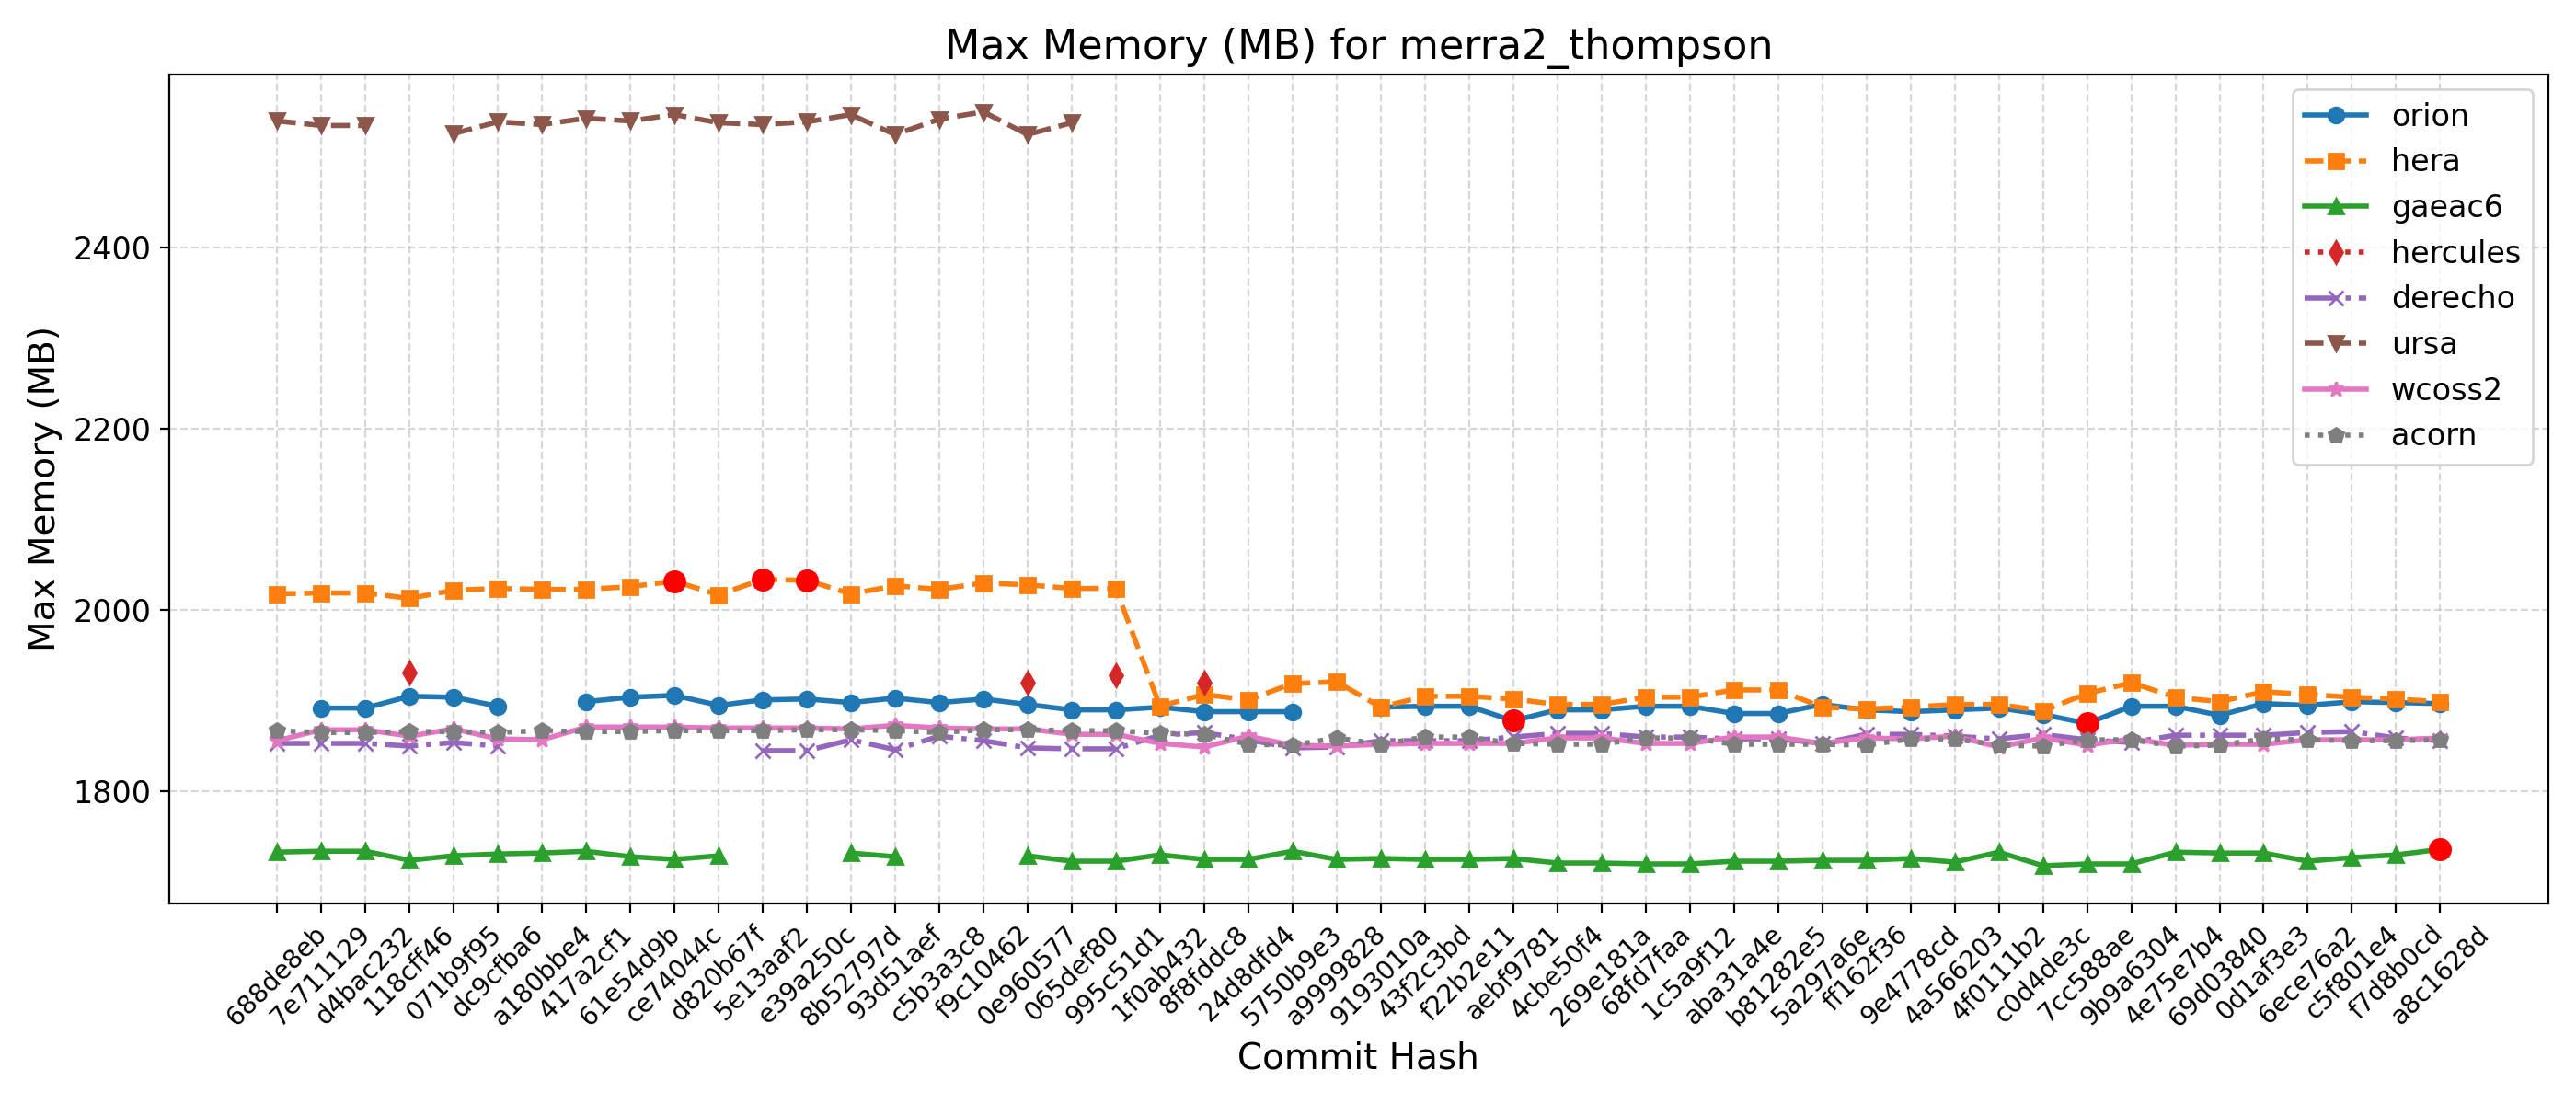 Max Memory (MB) for merra2_thompson
Max Memory (MB)
2400
2200
2000
1800
orion
hera
gaeac6
hercules
derecho
ursa
wcoss2
acorn
688de8eb
7e711129
d4bac232
118cff46
071b9f95
dc9cfba6
a180bbe4
417a2cf1
61e54d9b
ce74044c
d820b67f
5e13aaf2
e39a250c
8b52797d
93d51aef
c5b3a3c8
f9c10462
0e960577
065def80
995c51d1
1f0ab432
8f8fddc8
24d8dfd4
5750b9e3
a9999828
9193010a
43f2c3bd
f22b2e11
aebf9781
4cbe50f4
269e181a
68fd7faa
1c5a9f12
aba31a4e
b81282e5
5a297a6e
ff162f36
9e4778cd
4a566203
4f0111b2
c0d4de3c
7cc588ae
9b9a6304
4e75e7b4
69d03840
0d1af3e3
6ece76a2
c5f801e4
f7d8b0cd
a8c1628d
Commit Hash